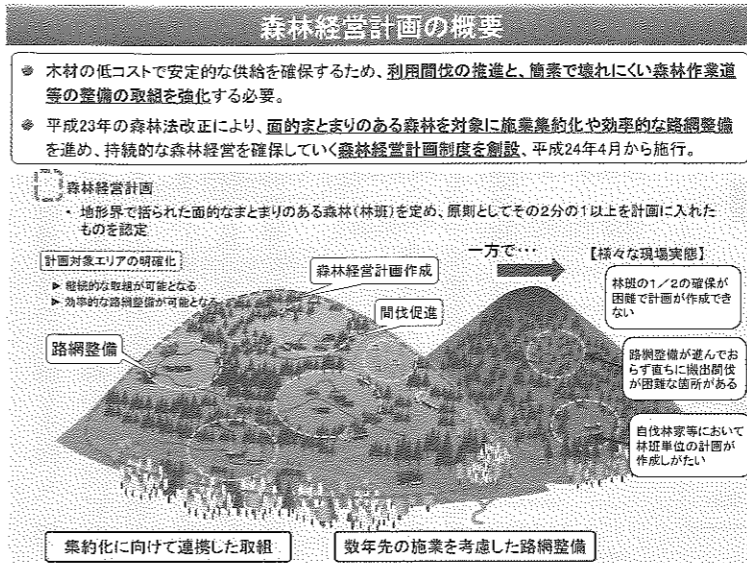 森林経営計画の概要
木材の低コストで安定的な供給を確保するため、利用間伐の推進と、簡素で壊れにくい森林作業道
等の整備の取組を強化する必要。
平成23年の森林法改正により、面的まとまりのある森林を対象に施業集約化や効率的な路網整備
を進め、持続的な森林経営を確保していく森林経営計画制度を創設、平成24年4月から施行。
森林経営計画
・ 地形界で括られた面的なまとまりのある森林(林班)を定め、原則としてその2分の1以上を計画に入れた
ものを認定
計画対象エリアの明確化
▶ 継続的な取組が可能となる
▶ 効率的な路網整備が可能となる
森林経営計画作成
間伐促進
路網整備
一方で…
【様々な現場実態】
林班の1/2の確保が
困難で計画が作成でき
ない
路網整備が進んでお
らず直ちに搬出間伐
が困難な箇所がある
自伐林家等において
林班単位の計画が
作成しがたい
集約化に向けて連携した取組
数年先の施業を考慮した路網整備